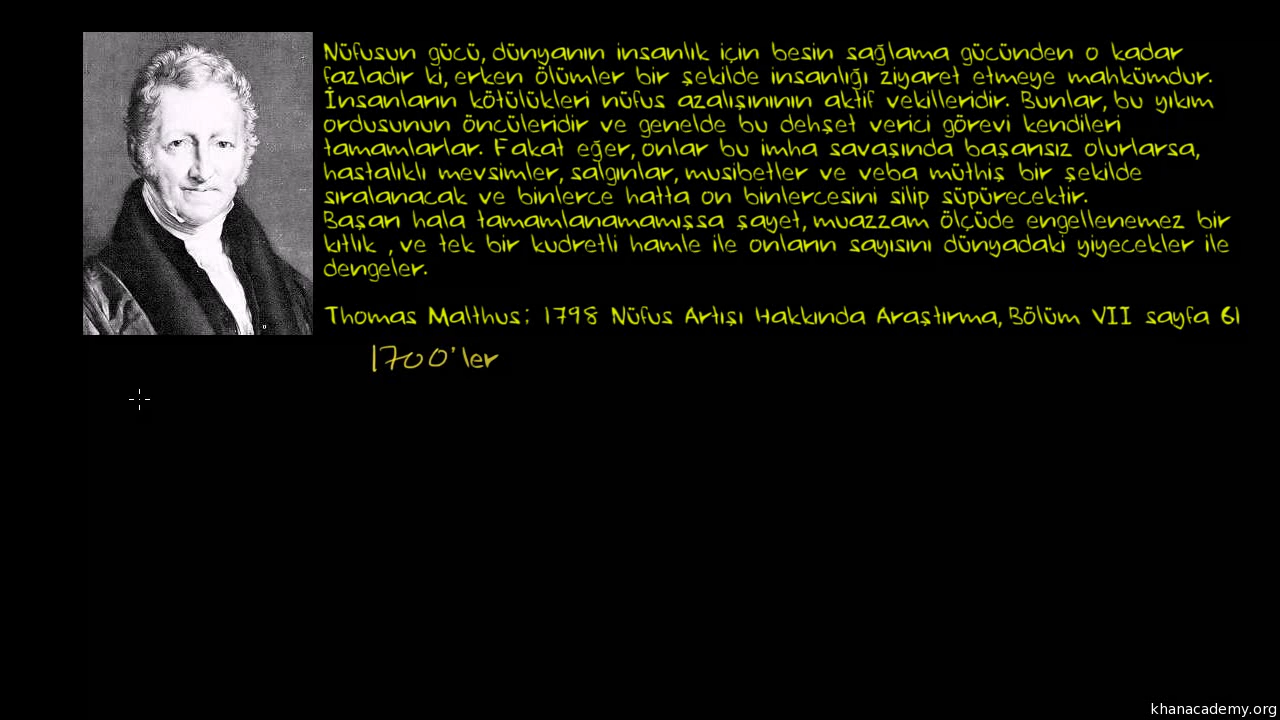 Nüfusun gücü, dünyanın insanlık için besin sağlama gücünden o kadar
fazladır ki, erken ölümler bir şekilde insanlığı ziyaret etmeye mahkümdur.
İnsanların kötülükleri nüfus azalışınının aktif vekilleridir. Bunlar, bu yıkım
ordusunun öncüleridir ve genelde bu dehşet verici görevi kendileri
tamamlarlar. Fakat eğer, onlar bu imha savaşında başarısız olurlarsa,
hastalıklı mevsimler, salgınlar, musibetler ve veba müthiş bir şekilde
sıralanacak ve binlerce hatta on binlercesini silip süpürecektir.
Başarı hala tamamlanamamışsa şayet, muazzam ölçüde engellenemez bir
kıtlık , ve tek bir kudretli hamle ile onların sayısını dünyadaki yiyecekler ile
dengeler.
Thomas Malthus; 1798 Nüfus Artışı Hakkında Araştırma, Bölüm VII sayfa 61
1700'ler
khanacademy.org